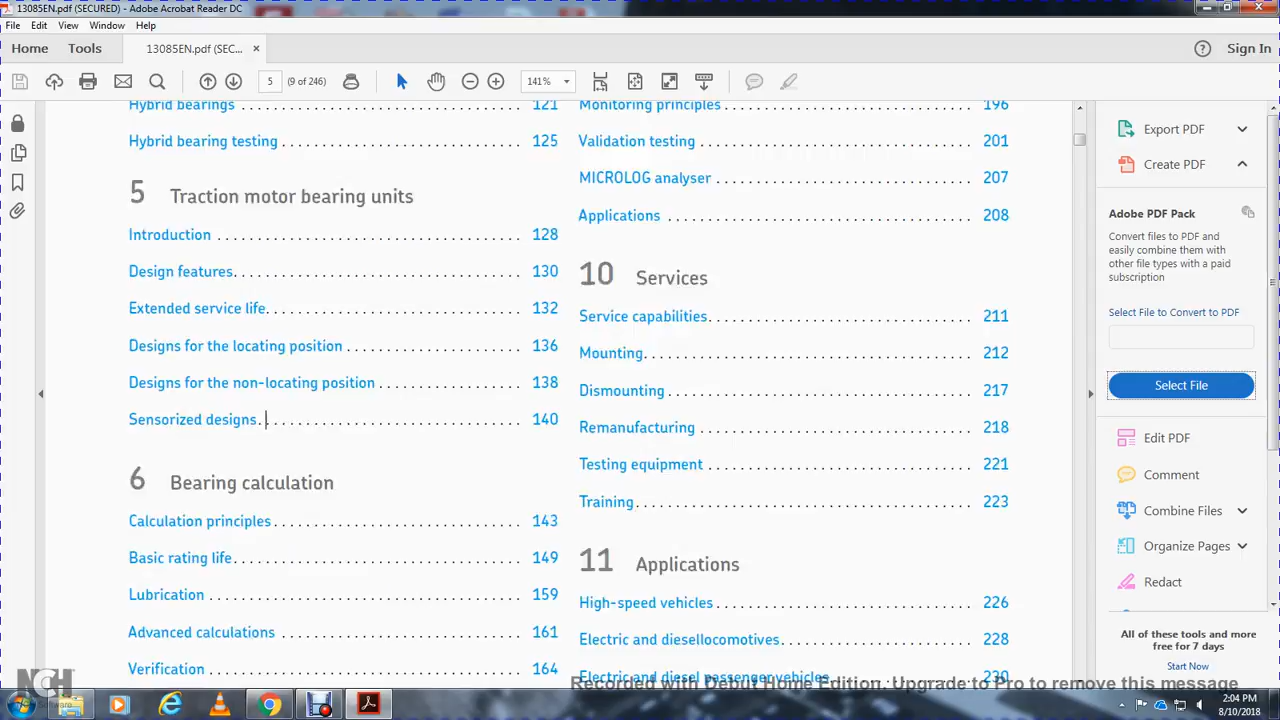 13085EN.pdf (SECURED) - Adobe Acrobat Reader DC
File Edit View Window Help
Home Tools 13085EN.pdf (SEC... × Sign In
5 (9 of 246) 141%
Hybrid bearings 121
Hybrid bearing testing 125
5 Traction motor bearing units
Introduction 128
Design features 130
Extended service life 132
Designs for the locating position 136
Designs for the non-locating position 138
Sensorized designs 140
6 Bearing calculation
Calculation principles 143
Basic rating life 149
Lubrication 159
Advanced calculations 161
Verification 164
Monitoring principles 196
Validation testing 201
MICROLOG analyser 207
Applications 208
10 Services
Service capabilities 211
Mounting 212
Dismounting 217
Remanufacturing 218
Testing equipment 221
Training 223
11 Applications
High-speed vehicles 226
Electric and diesellocomotives 228
Electric and diesel passenger vehicles 230
Export PDF
Create PDF
Adobe PDF Pack
Convert files to PDF and
easily combine them with
other file types with a paid
subscription
Select File to Convert to PDF
Select File
Edit PDF
Comment
Combine Files
Organize Pages
Redact
All of these tools and more
free for 7 days
Start Now
NCH
Software
Recorded with Debut Home Edition. Upgrade to Pro to remove this message
2:04 PM
8/10/2018